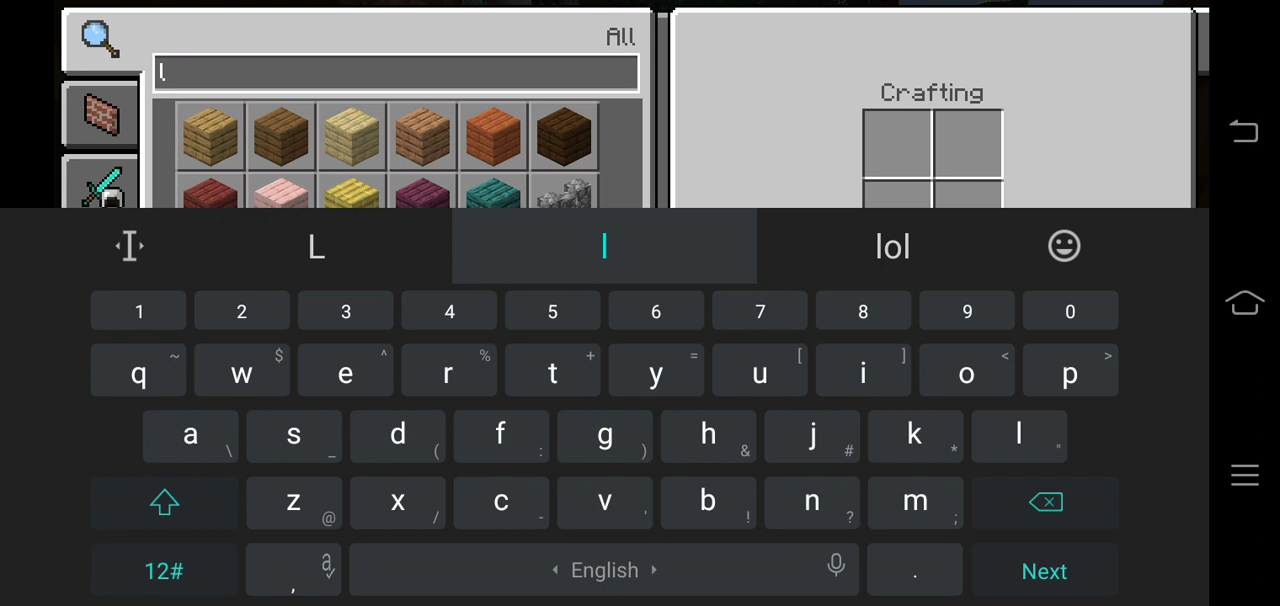 All
l
Crafting
L l lol
1 2 3 4 5 6 7 8 9 0
~ $ ^ % + = [ ] < >
q w e r t y u i o p
a s d f g h j k l
\ _ ( : ) & # * "
z x c v b n m
@ / - ' ! ? ;
12# , a English . Next